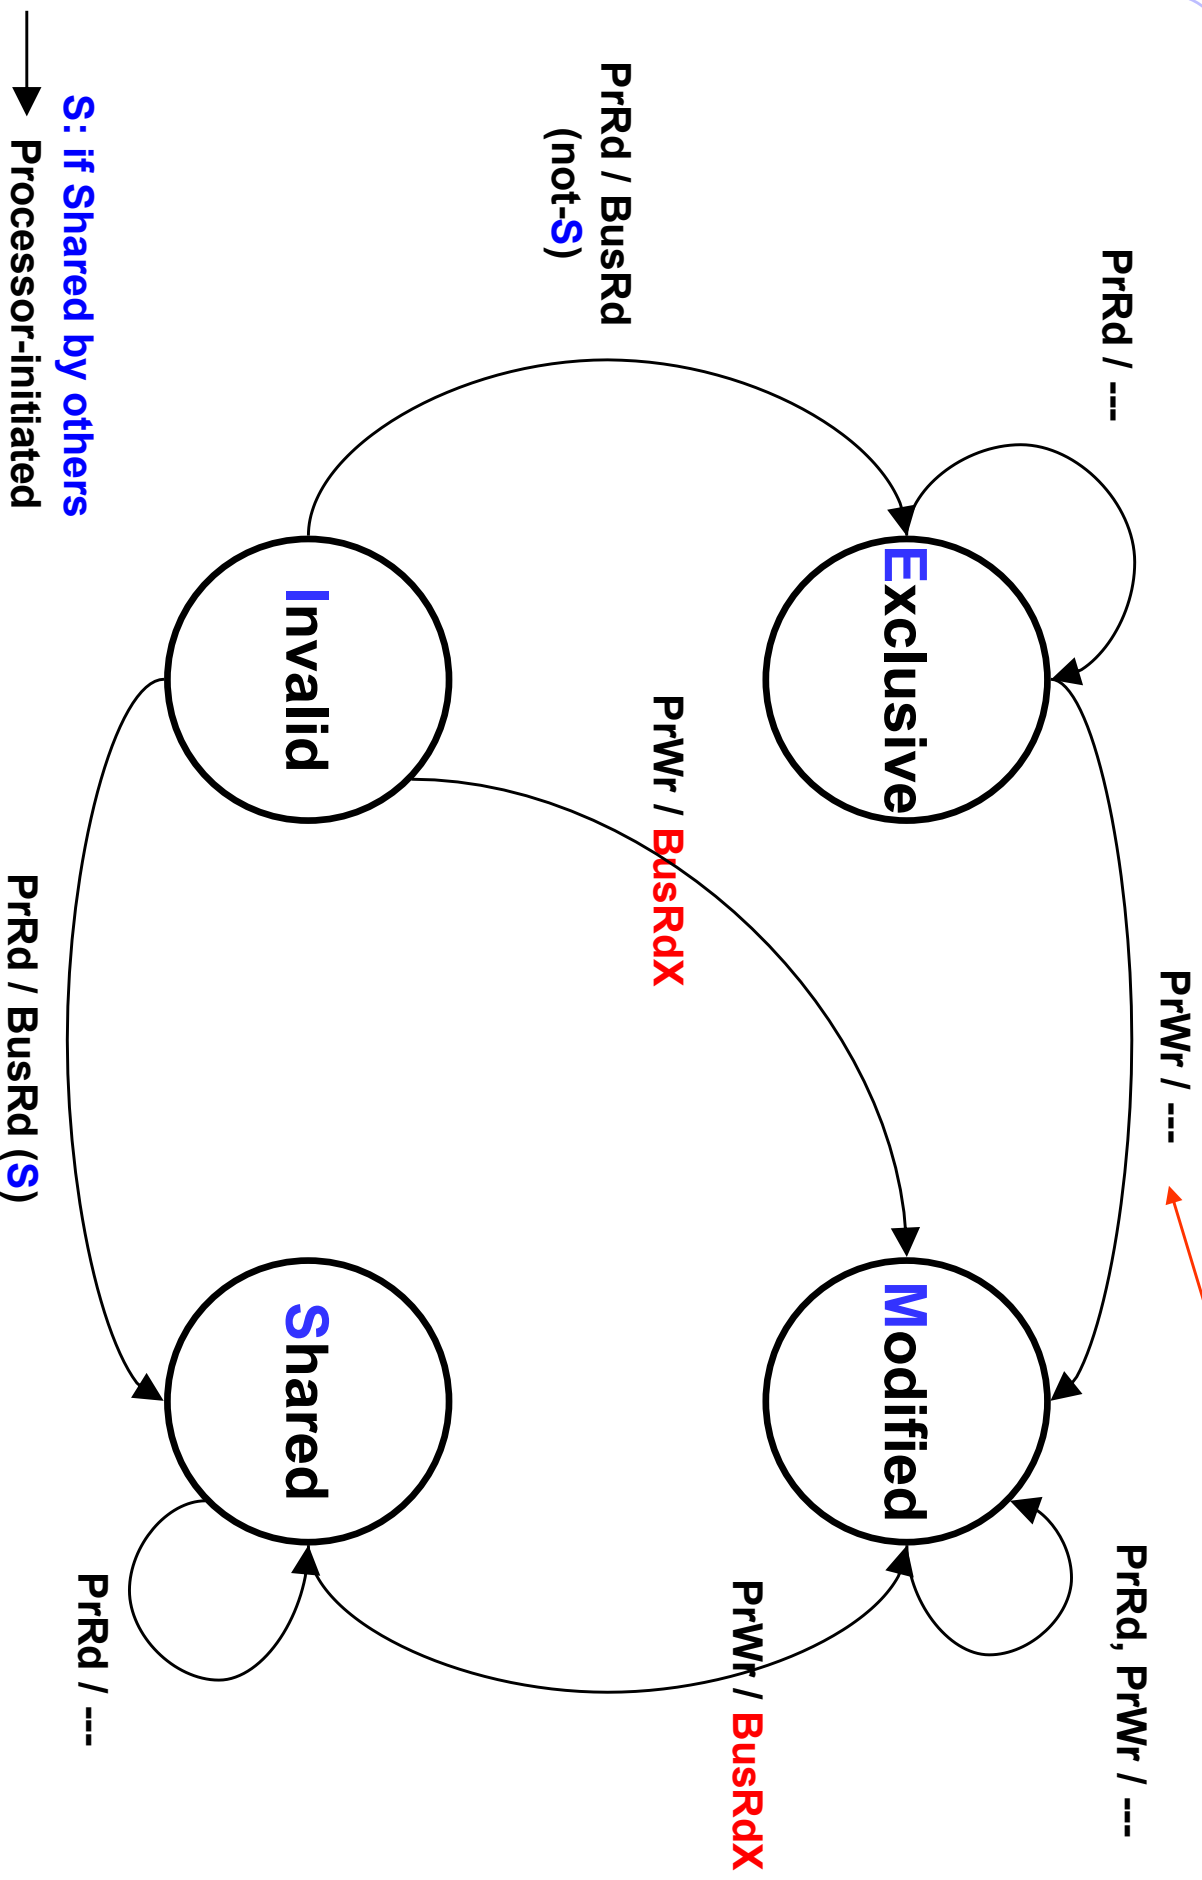 PrWr / ---
PrRd / ---
PrRd, PrWr / ---
Exclusive
Modified
PrWr / BusRdX
PrWr / BusRdX
PrRd / BusRd
(not-S)
Invalid
Shared
PrRd / ---
S: if Shared by others
PrRd / BusRd (S)
Processor-initiated